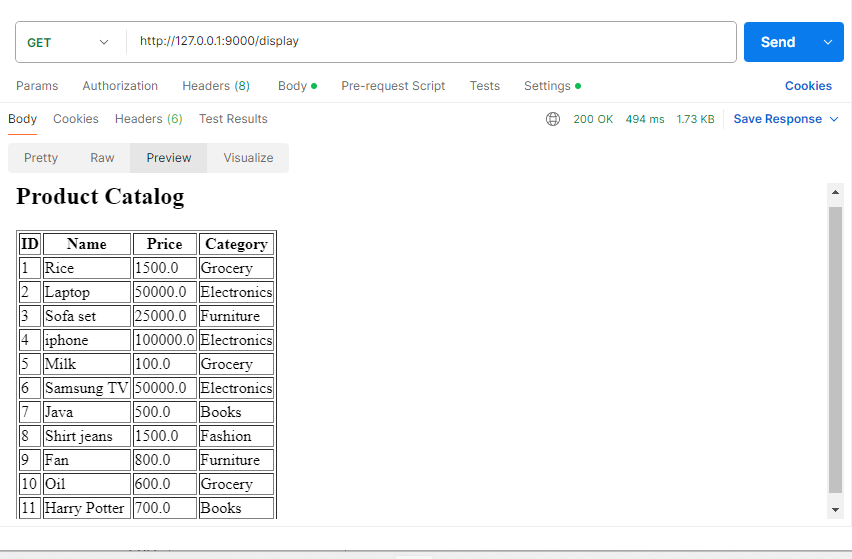 GET http://127.0.0.1:9000/display Send
Params Authorization Headers (8) Body Pre-request Script Tests Settings Cookies
Body Cookies Headers (6) Test Results 200 OK 494 ms 1.73 KB Save Response
Pretty Raw Preview Visualize
Product Catalog
ID Name Price Category
1 Rice 1500.0 Grocery
2 Laptop 50000.0 Electronics
3 Sofa set 25000.0 Furniture
4 iphone 100000.0 Electronics
5 Milk 100.0 Grocery
6 Samsung TV 50000.0 Electronics
7 Java 500.0 Books
8 Shirt jeans 1500.0 Fashion
9 Fan 800.0 Furniture
10 Oil 600.0 Grocery
11 Harry Potter 700.0 Books